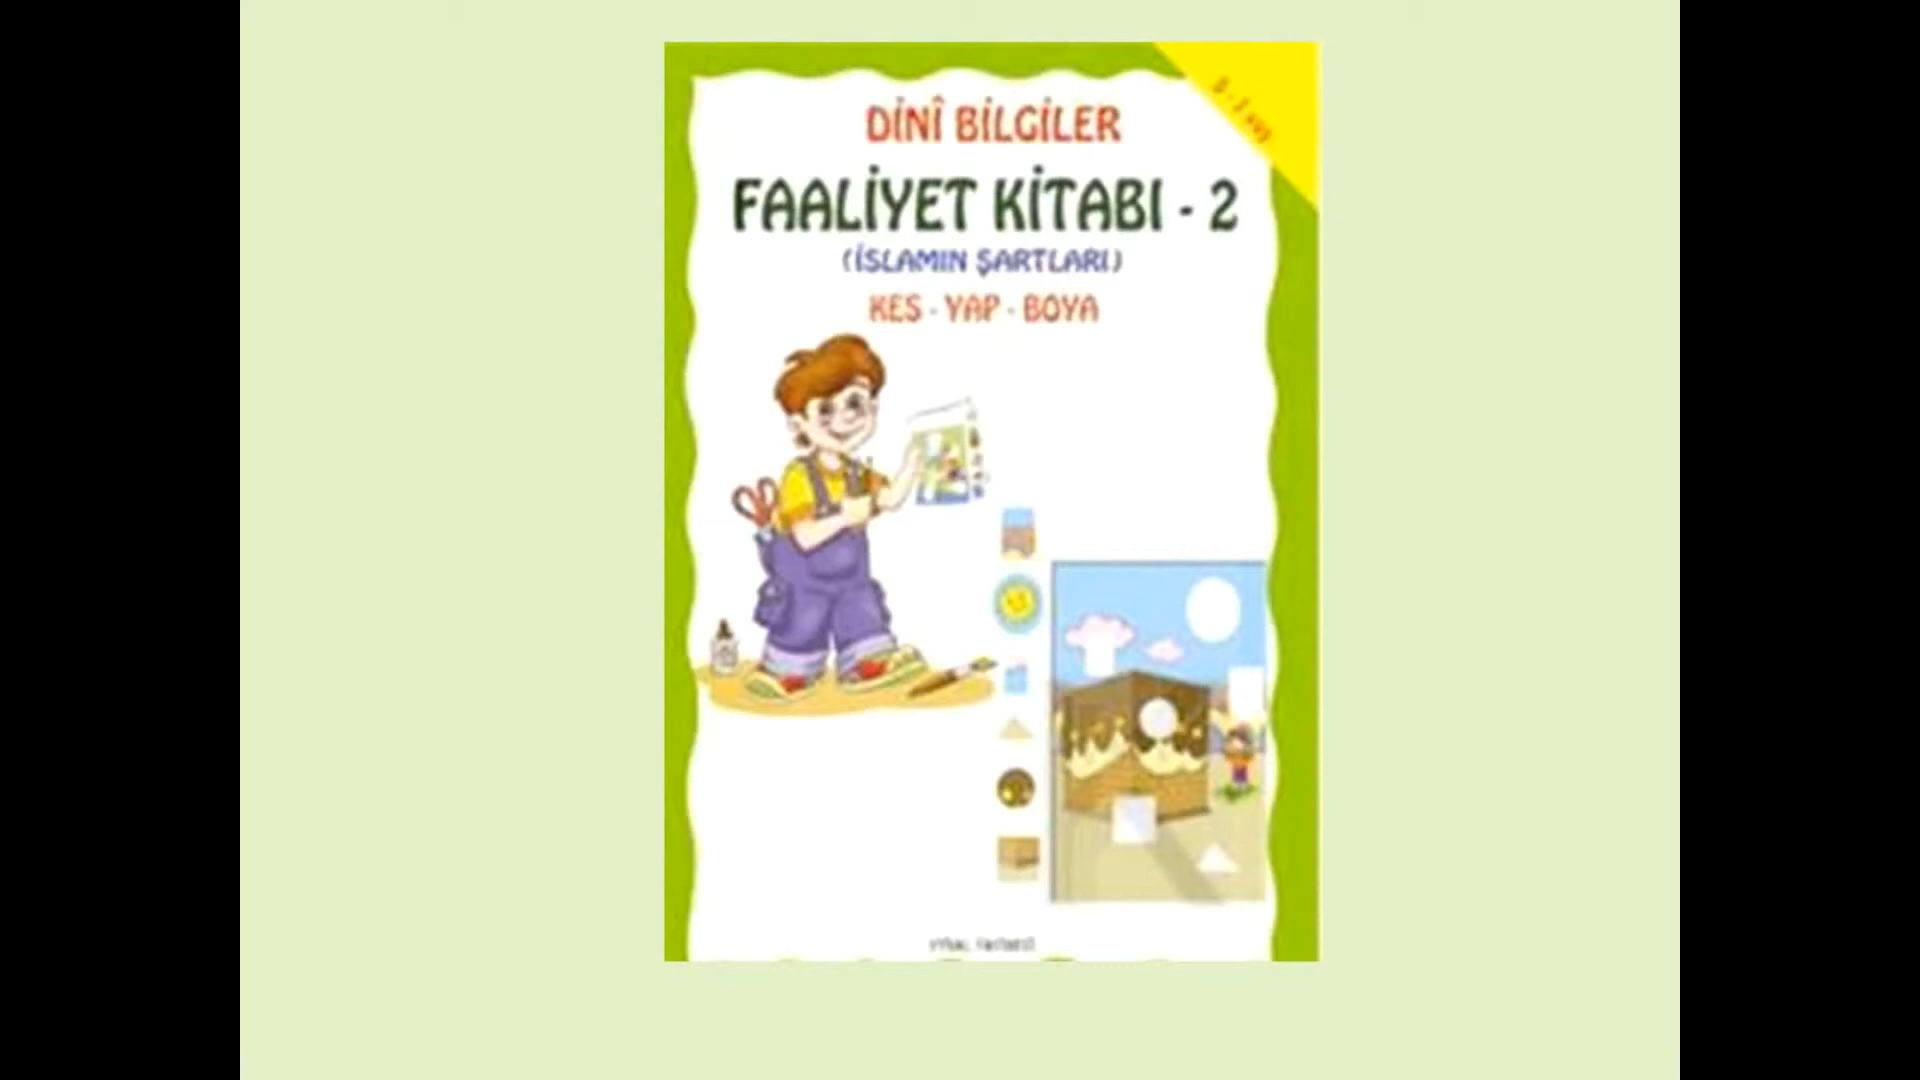 DİNÎ BİLGİLER
FAALİYET KİTABI - 2
(İSLAMIN ŞARTLARI)
KES - YAP - BOYA